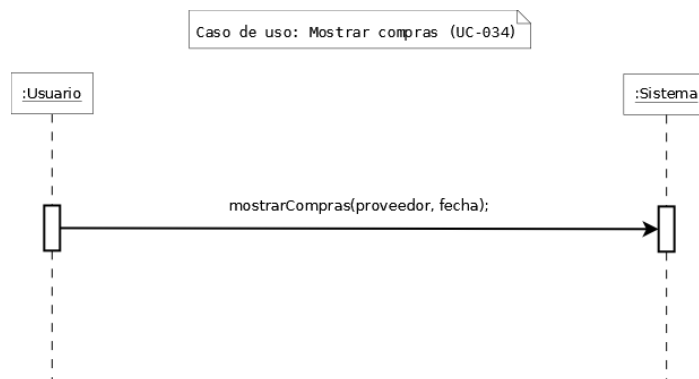 Caso de uso: Mostrar compras (UC-034)
:Usuario
:Sistema
mostrarCompras(proveedor, fecha);